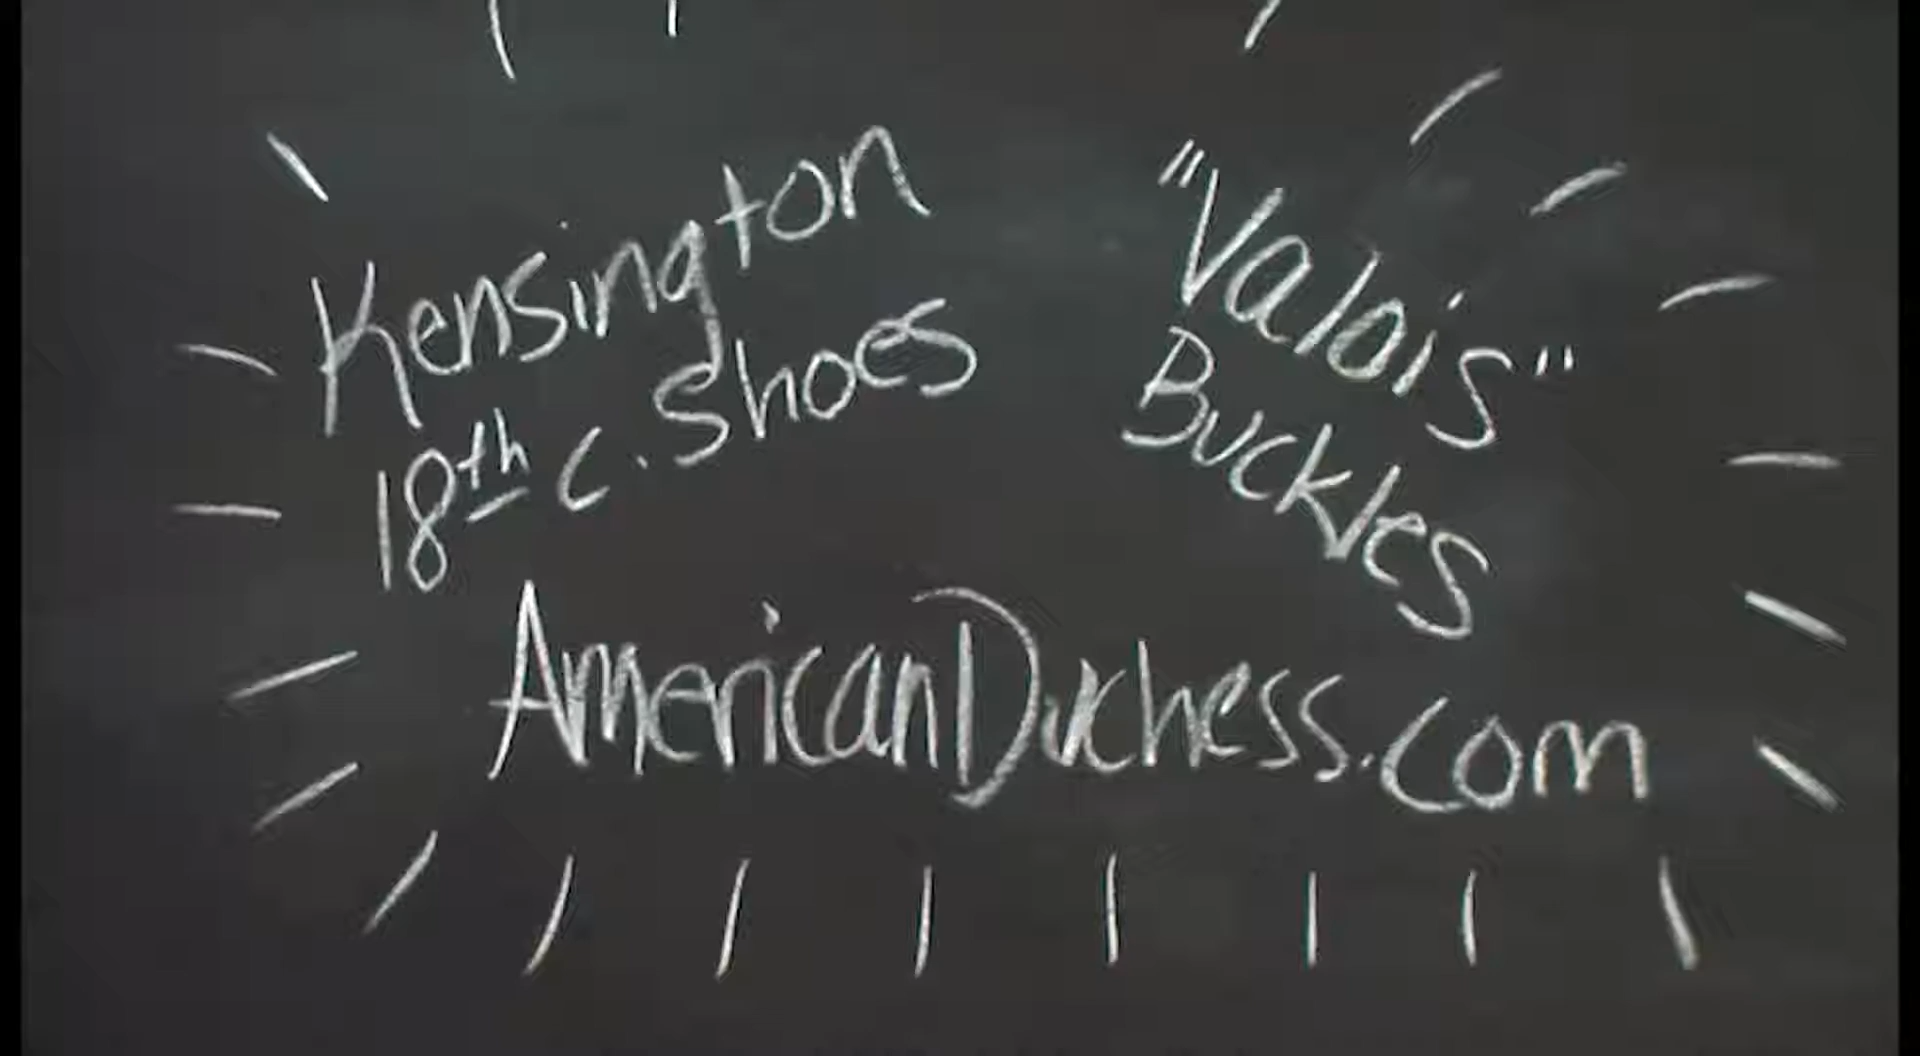 Kensington
18th c. Shoes
"Valois"
Buckles
AmericanDuchess.com